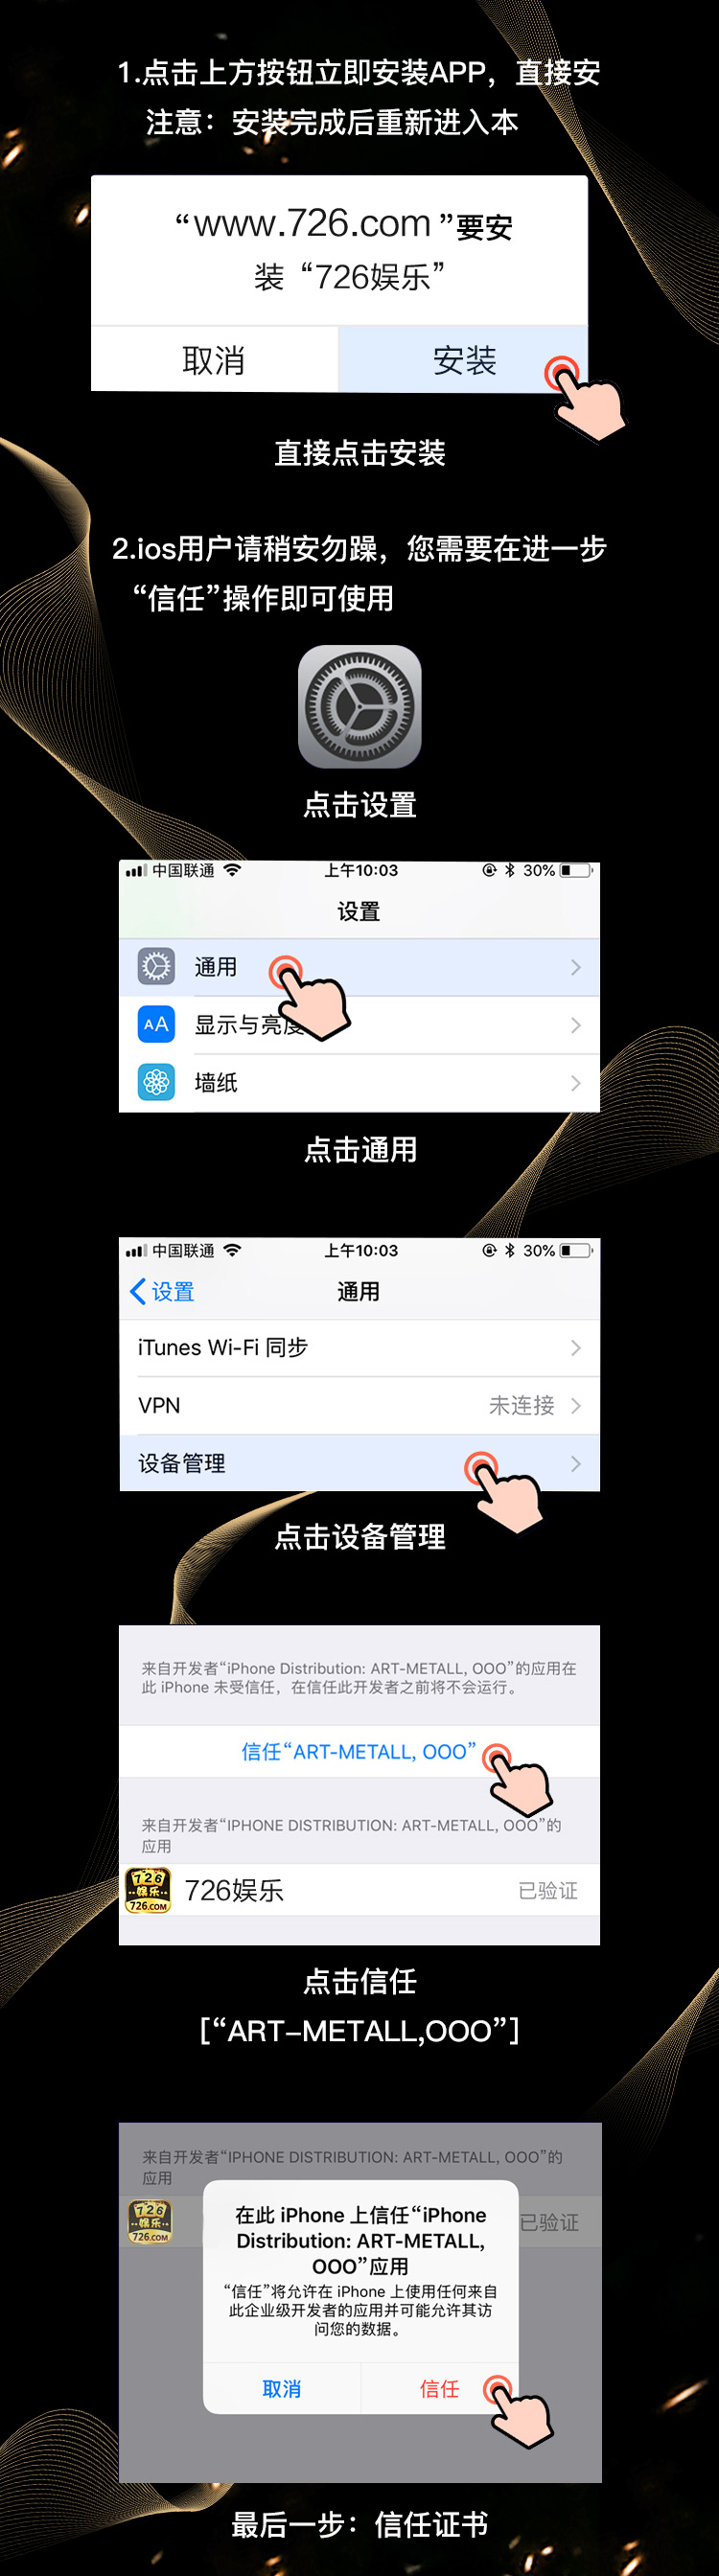 1.点击上方按钮立即安装APP，直接安
注意：安装完成后重新进入本
“www.726.com”要安
装“726娱乐”
取消
安装
直接点击安装
2.ios用户请稍安勿躁，您需要在进一步
“信任”操作即可使用
点击设置
中国联通 上午10:03 30%
设置
通用
AA 显示与亮度
墙纸
点击通用
中国联通 上午10:03 30%
设置 通用
iTunes Wi-Fi 同步
VPN 未连接
设备管理
点击设备管理
来自开发者“iPhone Distribution: ART-METALL, OOO”的应用在
此 iPhone 未受信任，在信任此开发者之前将不会运行。
信任“ART-METALL, OOO”
来自开发者“IPHONE DISTRIBUTION: ART-METALL, OOO”的
应用
726
娱乐
726.COM
726娱乐 已验证
点击信任
[“ART-METALL,OOO”]
来自开发者“IPHONE DISTRIBUTION: ART-METALL, OOO”的
应用
726
娱乐
726.COM
已验证
在此 iPhone 上信任“iPhone
Distribution: ART-METALL,
OOO”应用
“信任”将允许在 iPhone 上使用任何来自
此企业级开发者的应用并可能允许其访
问您的数据。
取消
信任
最后一步：信任证书